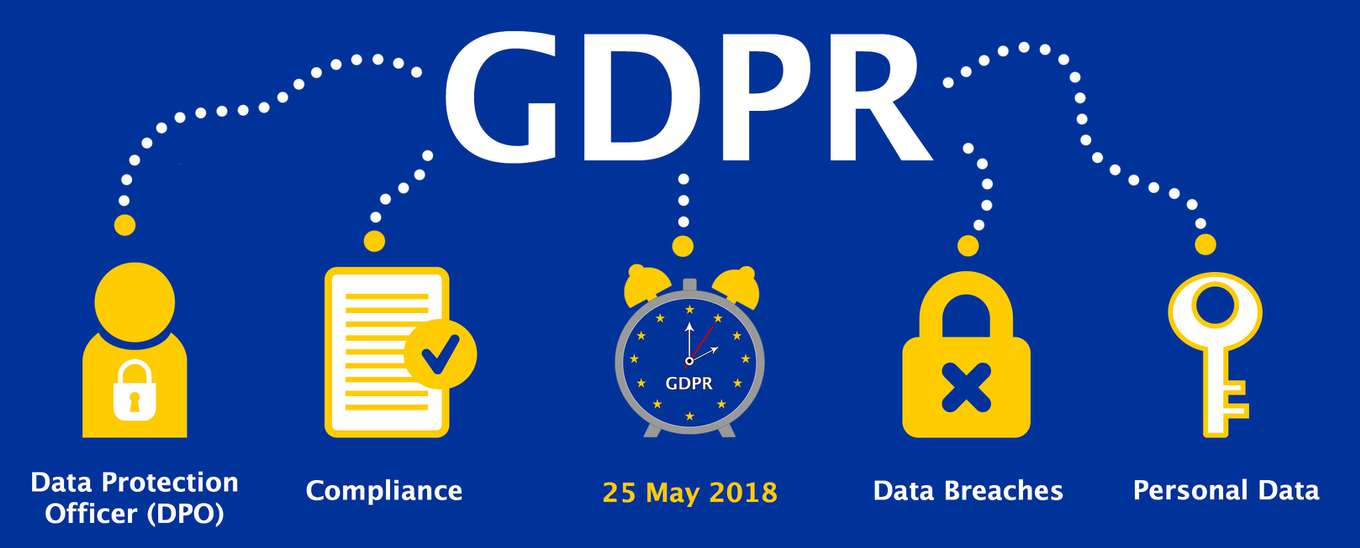 GDPR
GDPR
Data Protection
Officer (DPO)
Compliance
25 May 2018
Data Breaches
Personal Data